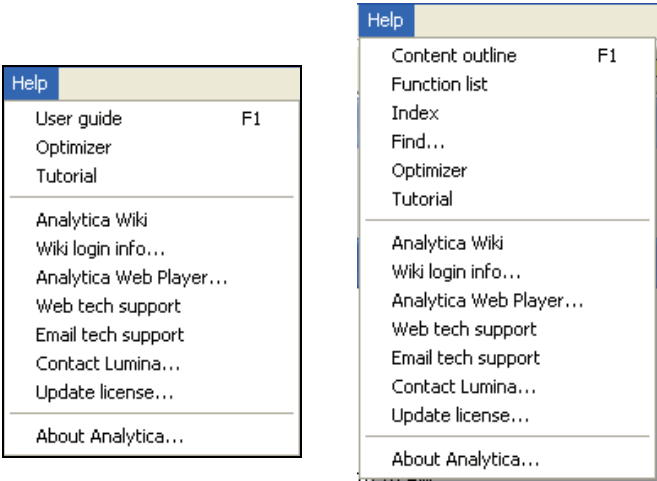 Help
User guide F1
Optimizer
Tutorial
Analytica Wiki
Wiki login info...
Analytica Web Player...
Web tech support
Email tech support
Contact Lumina...
Update license...
About Analytica...
Help
Content outline F1
Function list
Index
Find...
Optimizer
Tutorial
Analytica Wiki
Wiki login info...
Analytica Web Player...
Web tech support
Email tech support
Contact Lumina...
Update license...
About Analytica...